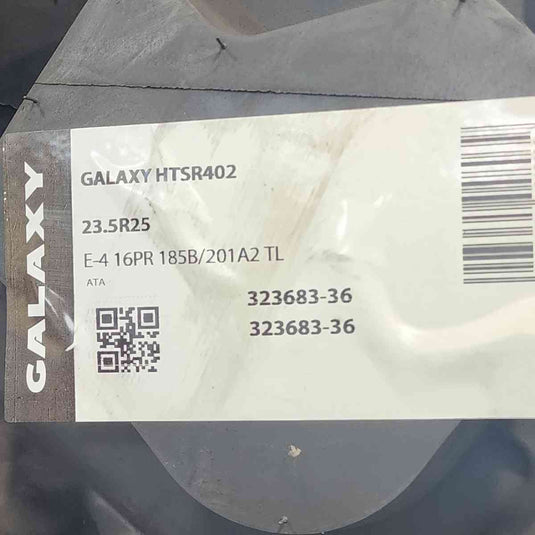 GALAXY
GALAXY HTSR402
23.5R25
E-4 16PR 185B/201A2 TL
ATA
323683-36
323683-36